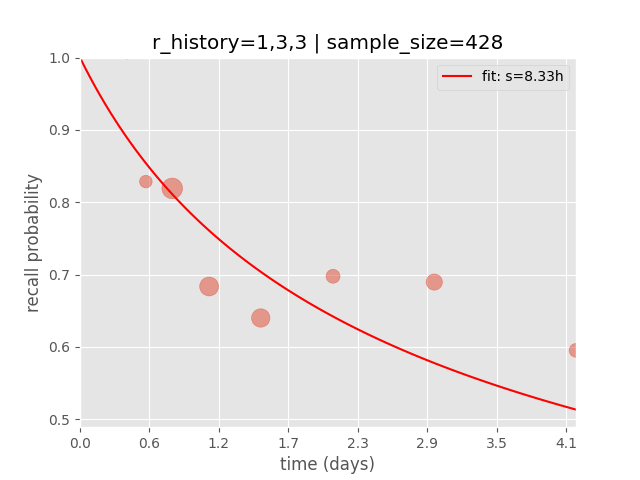 r_history=1,3,3 | sample_size=428
fit: s=8.33h
recall probability
1.0
0.9
0.8
0.7
0.6
0.5
0.0 0.6 1.2 1.7 2.3 2.9 3.5 4.1
time (days)